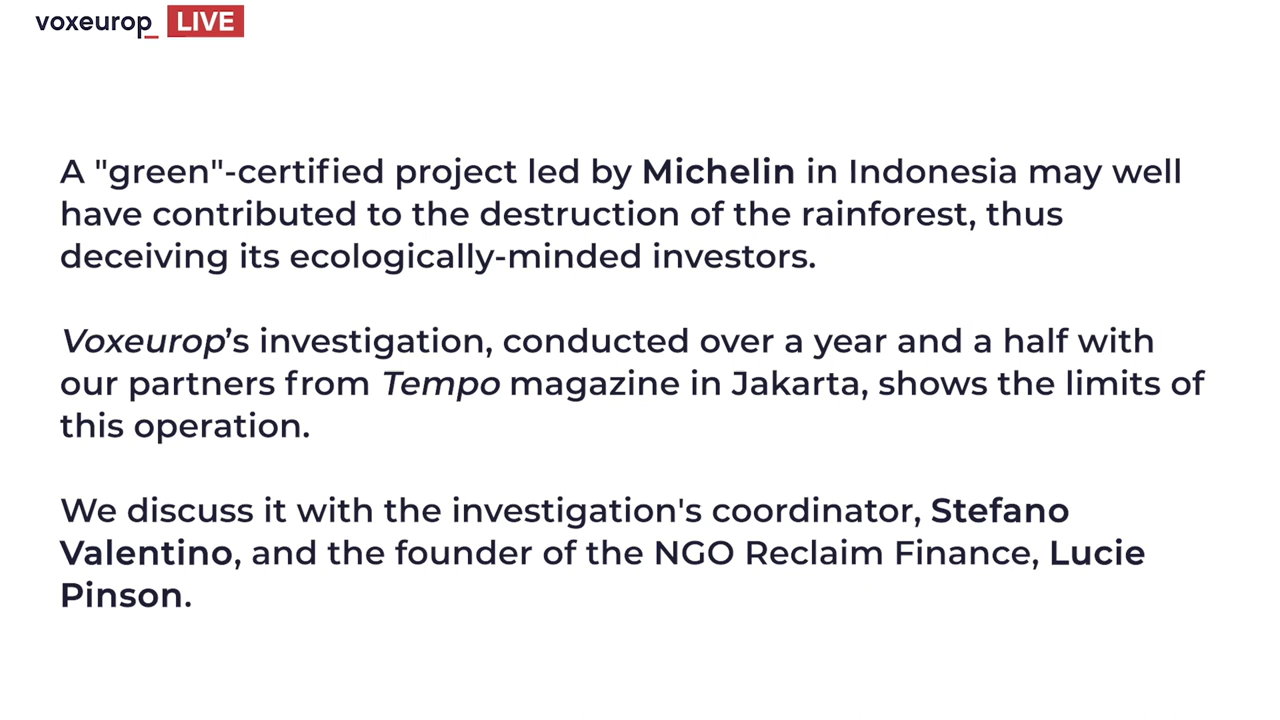 voxeurop_ LIVE
A "green"-certified project led by Michelin in Indonesia may well
have contributed to the destruction of the rainforest, thus
deceiving its ecologically-minded investors.
Voxeurop’s investigation, conducted over a year and a half with
our partners from Tempo magazine in Jakarta, shows the limits of
this operation.
We discuss it with the investigation's coordinator, Stefano
Valentino, and the founder of the NGO Reclaim Finance, Lucie
Pinson.